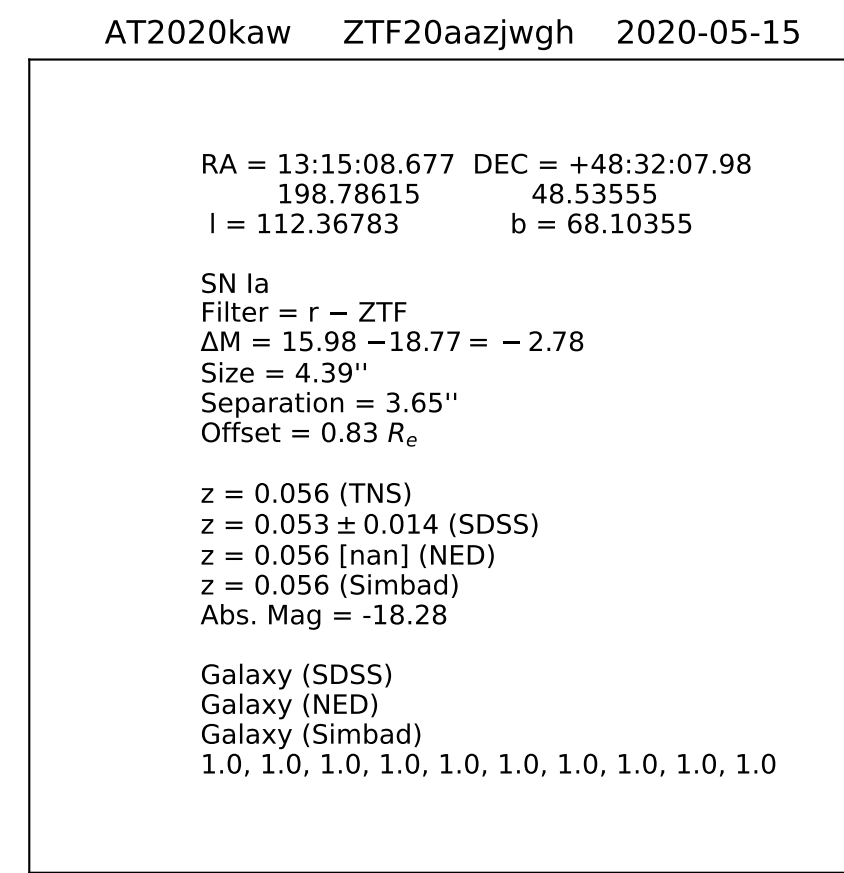 AT2020kaw ZTF20aazjwgh 2020-05-15
RA = 13:15:08.677 DEC = +48:32:07.98
198.78615 48.53555
l = 112.36783 b = 68.10355
SN Ia
Filter = r − ZTF
ΔM = 15.98 −18.77 = − 2.78
Size = 4.39''
Separation = 3.65''
Offset = 0.83 Rₑ
z = 0.056 (TNS)
z = 0.053 ± 0.014 (SDSS)
z = 0.056 [nan] (NED)
z = 0.056 (Simbad)
Abs. Mag = -18.28
Galaxy (SDSS)
Galaxy (NED)
Galaxy (Simbad)
1.0, 1.0, 1.0, 1.0, 1.0, 1.0, 1.0, 1.0, 1.0, 1.0